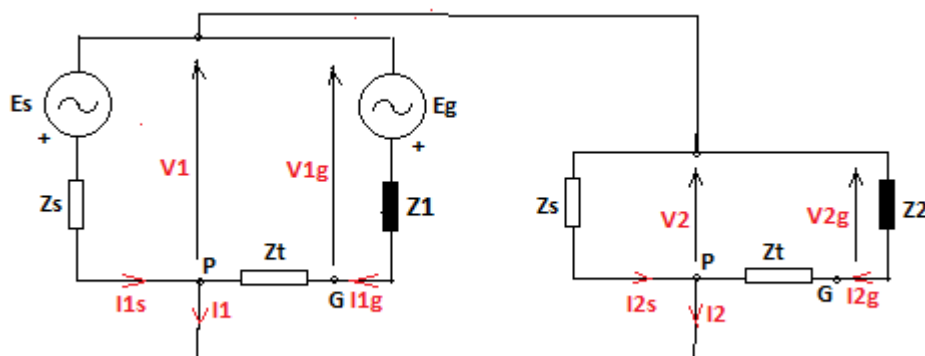 Es
+
Eg
+
V1
V1g
Zs
Z1
P
Zt
G
I1s
I1
I1g
Zs
V2
V2g
Z2
P
Zt
G
I2s
I2
I2g